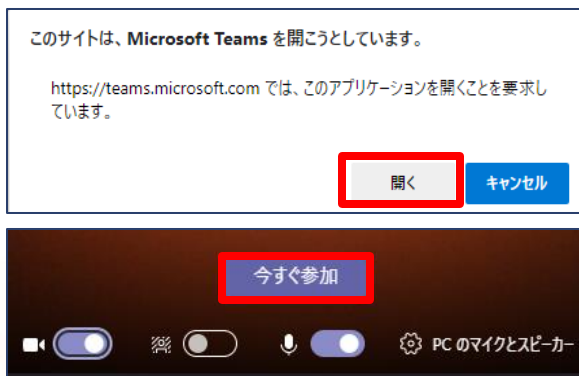 このサイトは、Microsoft Teams を開こうとしています。
https://teams.microsoft.com では、このアプリケーションを開くことを要求し
ています。
開く
キャンセル
今すぐ参加
PC のマイクとスピーカー